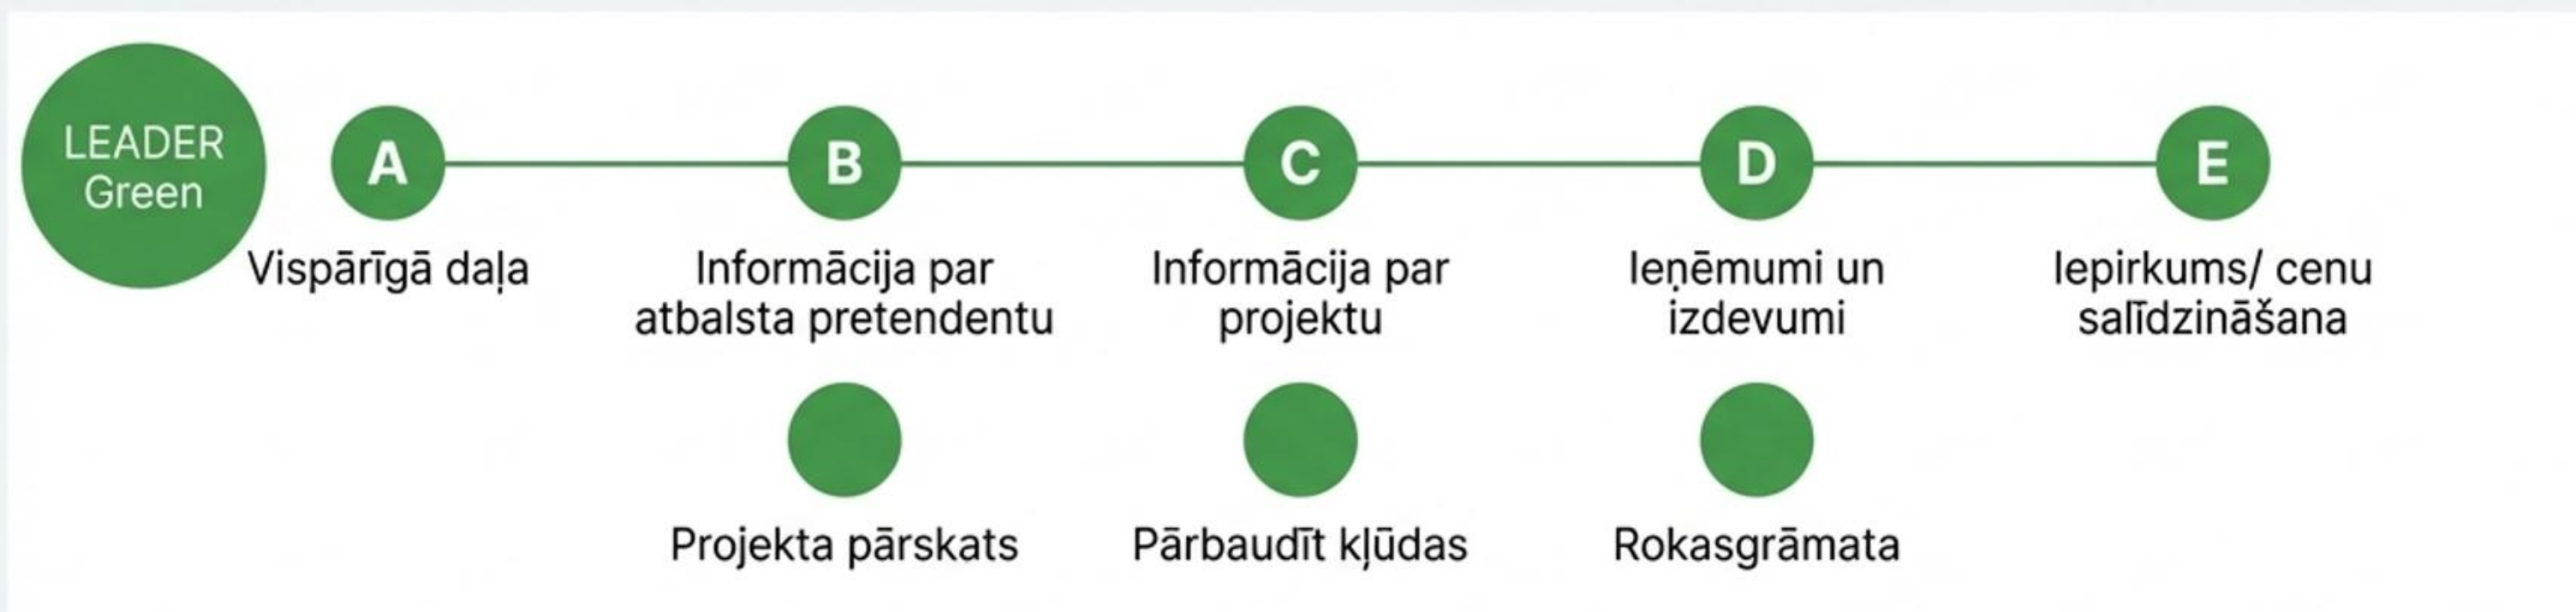 LEADER
Green
A
B
C
D
E
Vispārīgā daļa
Informācija par
atbalsta pretendentu
Informācija par
projektu
Ieņēmumi un
izdevumi
Iepirkums/ cenu
salīdzināšana
Projekta pārskats
Pārbaudīt kļūdas
Rokasgrāmata